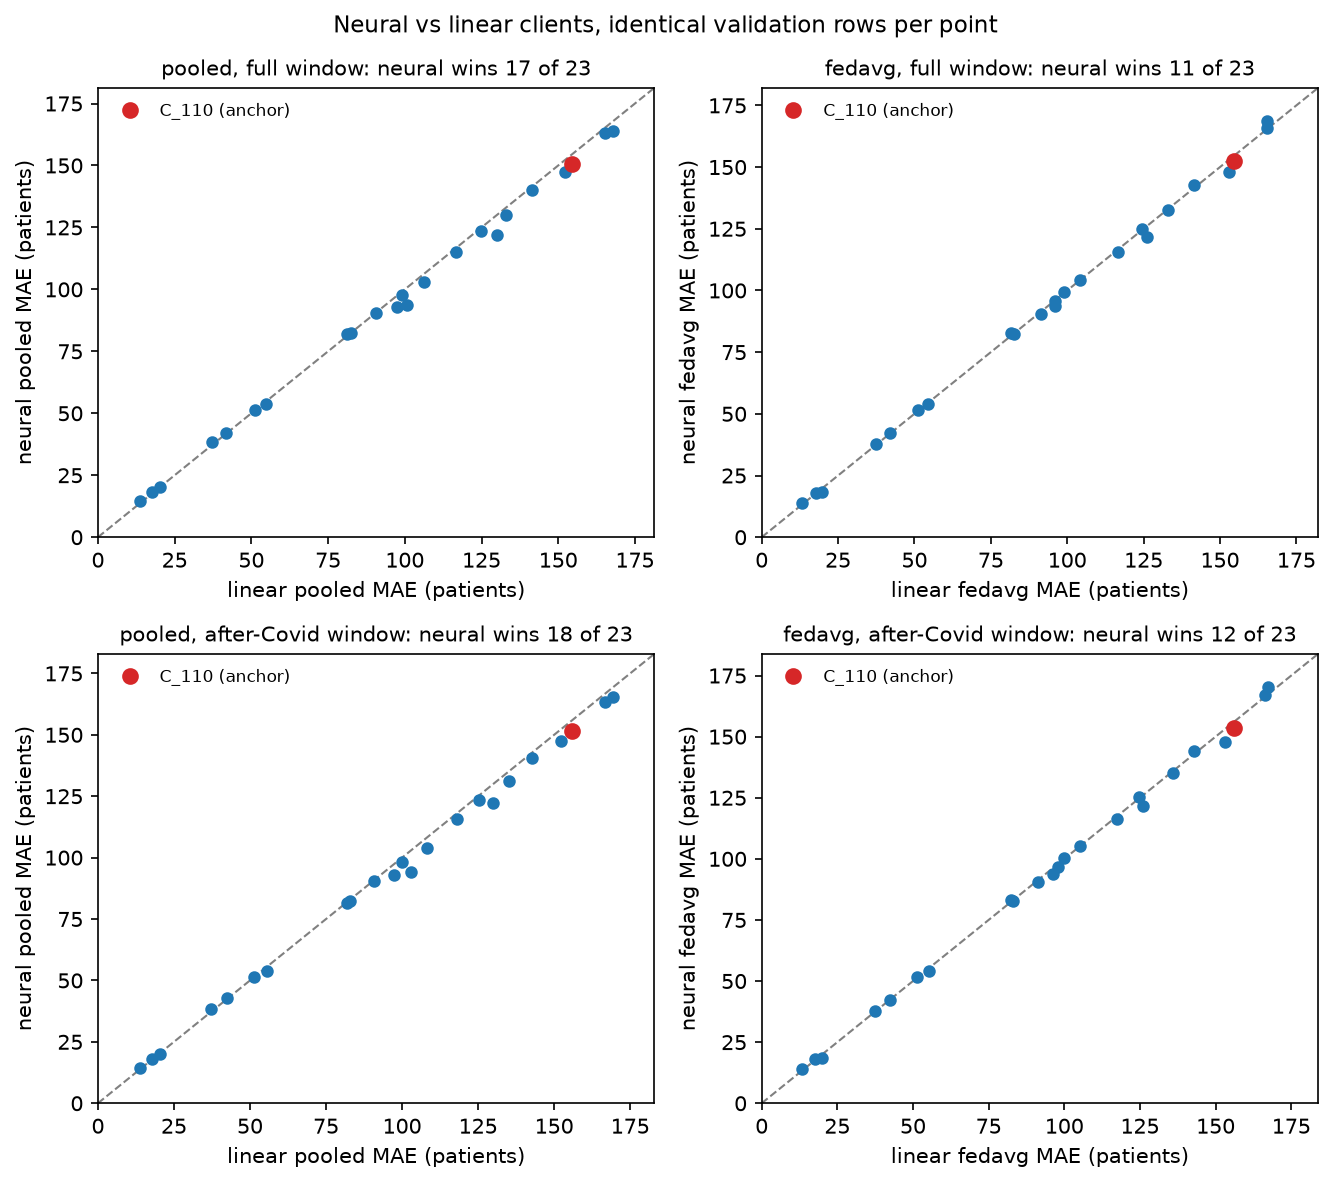 Neural vs linear clients, identical validation rows per point
pooled, full window: neural wins 17 of 23
C_110 (anchor)
neural pooled MAE (patients)
175
150
125
100
75
50
25
0
0 25 50 75 100 125 150 175
linear pooled MAE (patients)
fedavg, full window: neural wins 11 of 23
C_110 (anchor)
neural fedavg MAE (patients)
175
150
125
100
75
50
25
0
0 25 50 75 100 125 150 175
linear fedavg MAE (patients)
pooled, after-Covid window: neural wins 18 of 23
C_110 (anchor)
neural pooled MAE (patients)
175
150
125
100
75
50
25
0
0 25 50 75 100 125 150 175
linear pooled MAE (patients)
fedavg, after-Covid window: neural wins 12 of 23
C_110 (anchor)
neural fedavg MAE (patients)
175
150
125
100
75
50
25
0
0 25 50 75 100 125 150 175
linear fedavg MAE (patients)